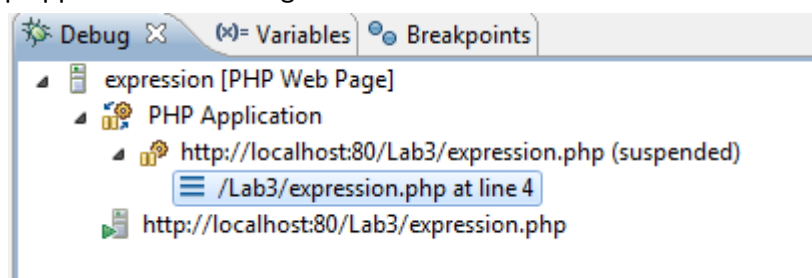 Debug (x)= Variables Breakpoints
expression [PHP Web Page]
PHP Application
http://localhost:80/Lab3/expression.php (suspended)
/Lab3/expression.php at line 4
http://localhost:80/Lab3/expression.php